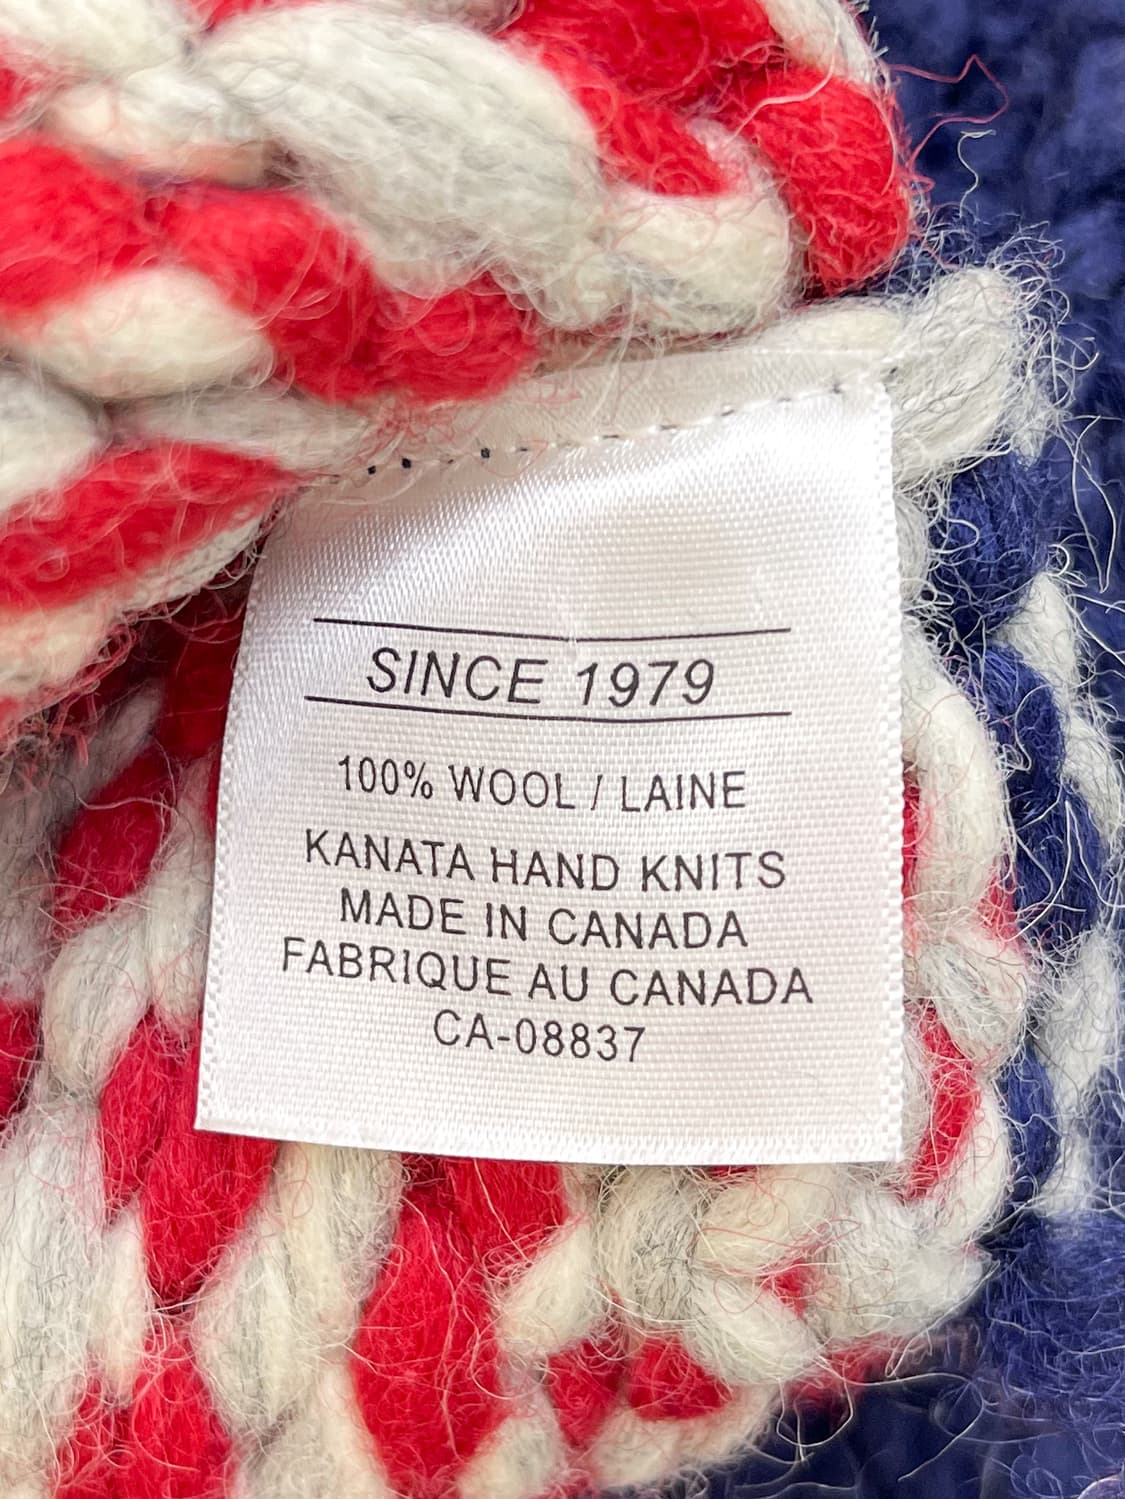 SINCE 1979
100% WOOL / LAINE
KANATA HAND KNITS
MADE IN CANADA
FABRIQUE AU CANADA
CA-08837